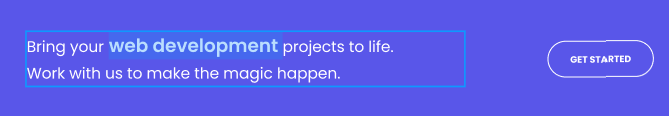 Bring your web development projects to life.
Work with us to make the magic happen.
GET STARTED